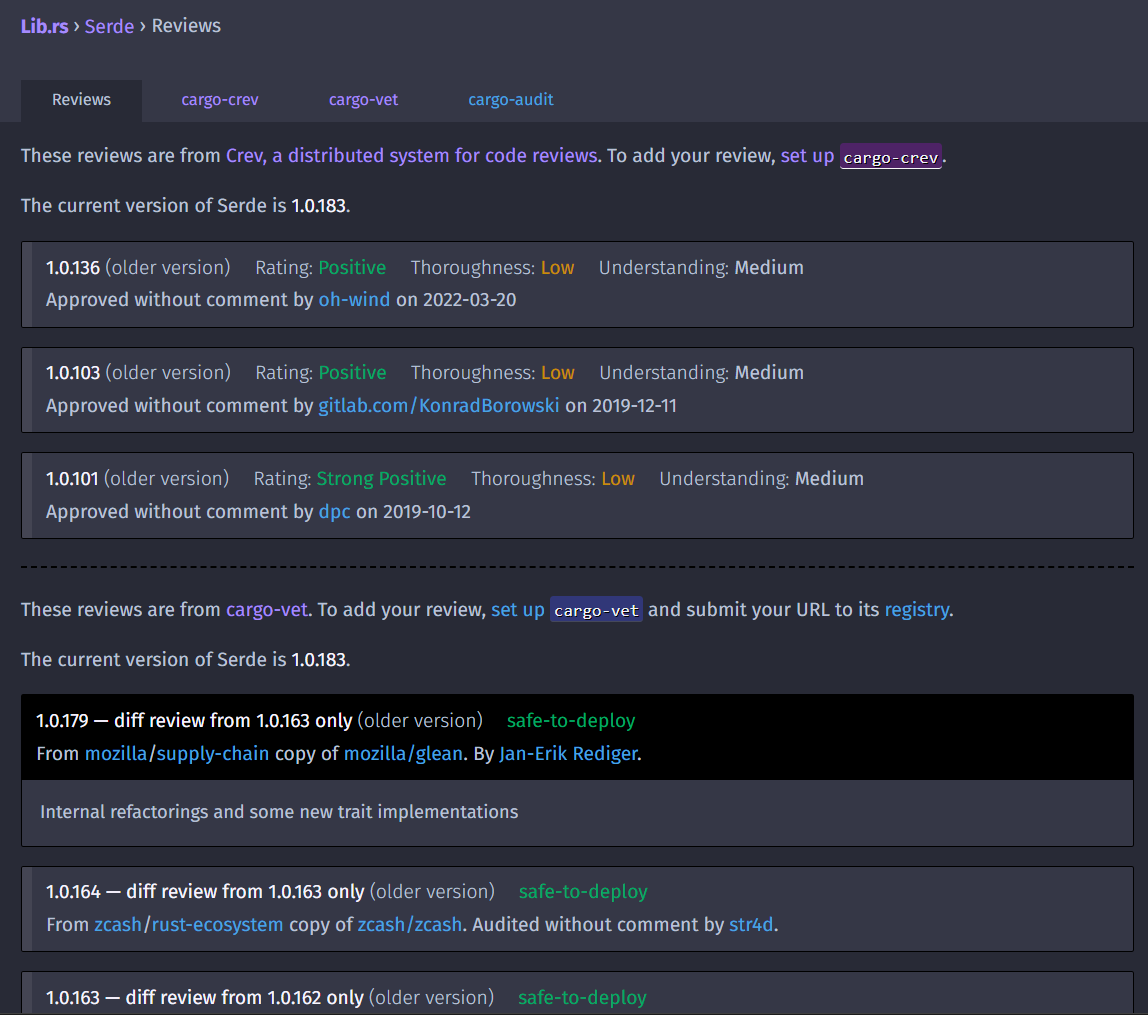 Lib.rs › Serde › Reviews
Reviews cargo-crev cargo-vet cargo-audit
These reviews are from Crev, a distributed system for code reviews. To add your review, set up cargo-crev.
The current version of Serde is 1.0.183.
1.0.136 (older version) Rating: Positive Thoroughness: Low Understanding: Medium
Approved without comment by oh-wind on 2022-03-20
1.0.103 (older version) Rating: Positive Thoroughness: Low Understanding: Medium
Approved without comment by gitlab.com/KonradBorowski on 2019-12-11
1.0.101 (older version) Rating: Strong Positive Thoroughness: Low Understanding: Medium
Approved without comment by dpc on 2019-10-12
These reviews are from cargo-vet. To add your review, set up cargo-vet and submit your URL to its registry.
The current version of Serde is 1.0.183.
1.0.179 — diff review from 1.0.163 only (older version) safe-to-deploy
From mozilla/supply-chain copy of mozilla/glean. By Jan-Erik Rediger.
Internal refactorings and some new trait implementations
1.0.164 — diff review from 1.0.163 only (older version) safe-to-deploy
From zcash/rust-ecosystem copy of zcash/zcash. Audited without comment by str4d.
1.0.163 — diff review from 1.0.162 only (older version) safe-to-deploy